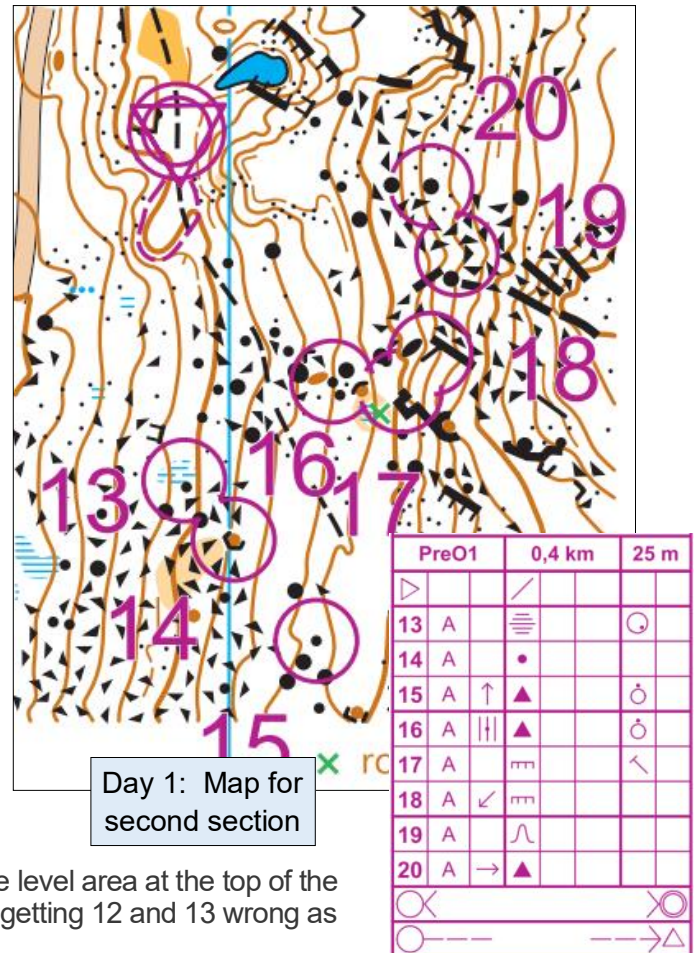 20
19
18
16
17
13
14
15
× ro
Day 1: Map for
second section
PreO1 0,4 km 25 m
13 A
14 A
15 A
16 A
17 A
18 A
19 A
20 A
e level area at the top of the
getting 12 and 13 wrong as